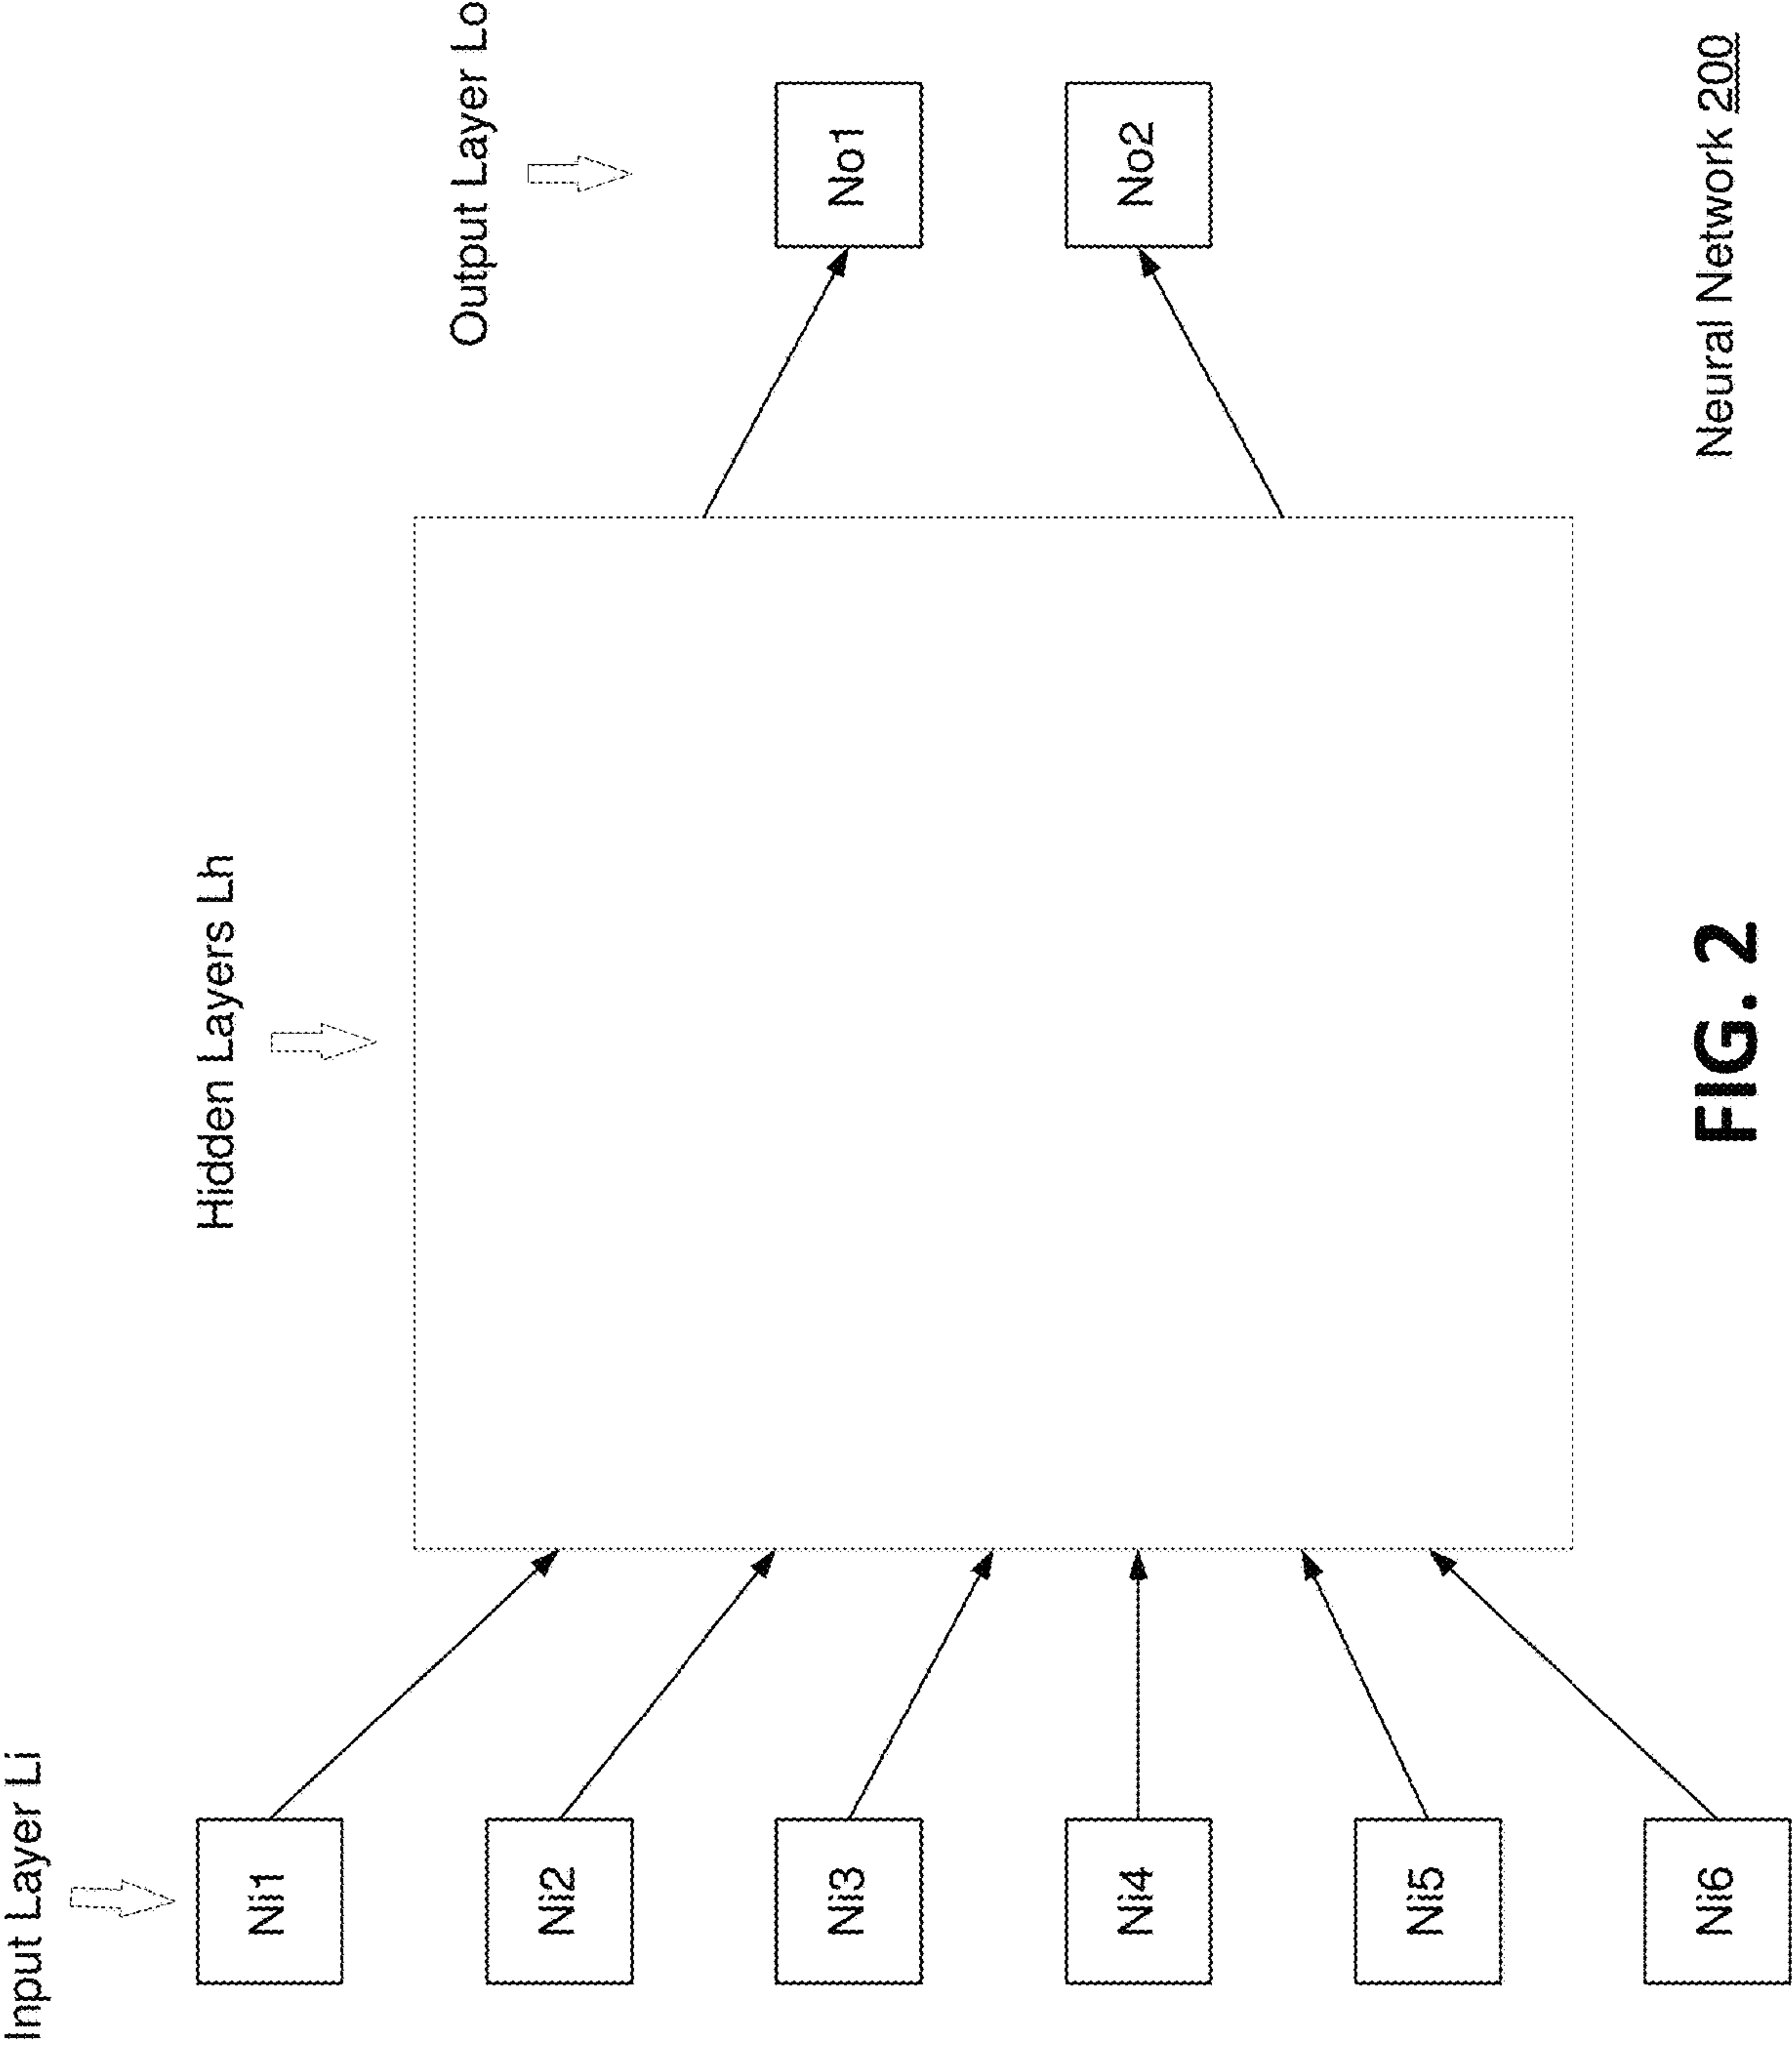 Input Layer Li
Hidden Layers Lh
Output Layer Lo
Ni1
Ni2
Ni3
Ni4
Ni5
Ni6
No1
No2
Neural Network 200
FIG. 2